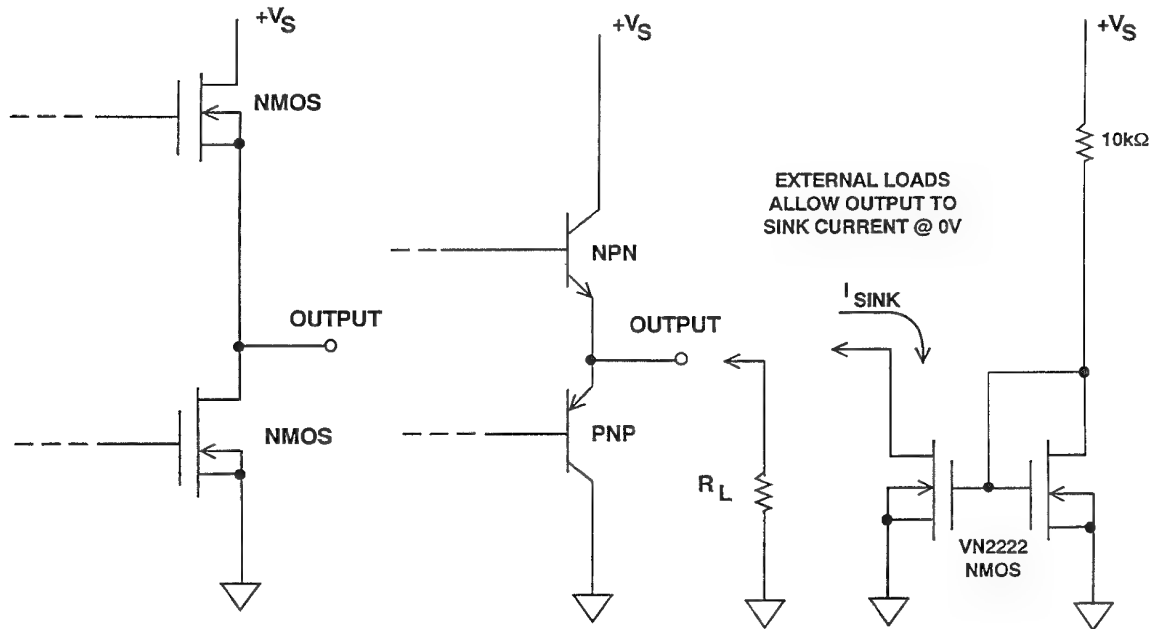 +VS
NMOS
OUTPUT
NMOS
+VS
NPN
OUTPUT
PNP
RL
EXTERNAL LOADS
ALLOW OUTPUT TO
SINK CURRENT @ 0V
ISINK
+VS
10kΩ
VN2222
NMOS